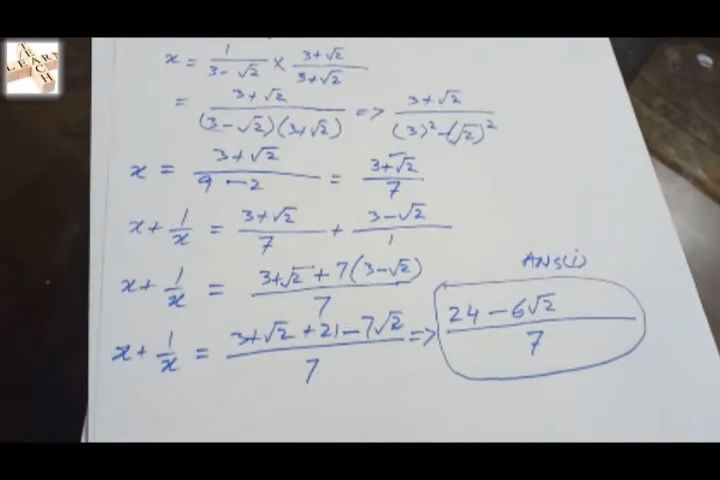 TEACH
LEARN
x = 1/(3-√2) × (3+√2)/(3+√2)
= (3+√2)/((3-√2)(3+√2)) => (3+√2)/((3)²-(√2)²)
x = (3+√2)/(9-2) = (3+√2)/7
x+1/x = (3+√2)/7 + (3-√2)/1
x+1/x = (3+√2+7(3-√2))/7
ANS(i)
x+1/x = (3+√2+21-7√2)/7 => (24-6√2)/7